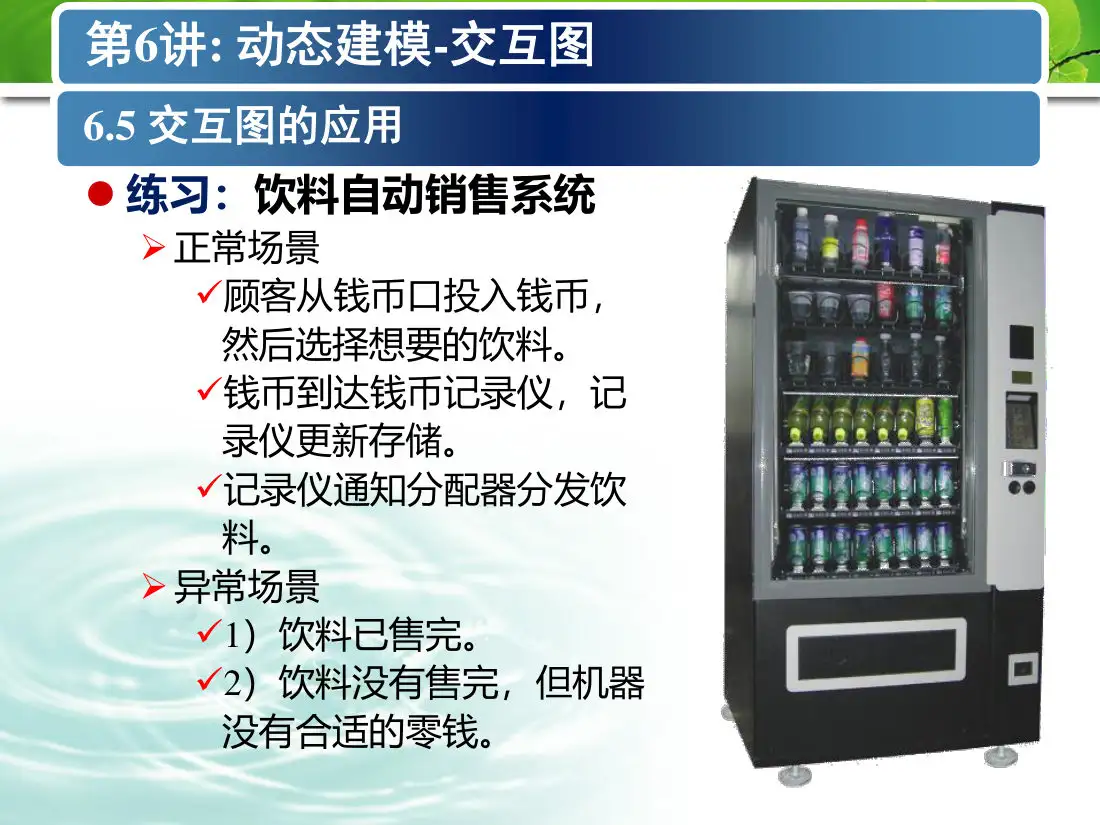 第6讲: 动态建模-交互图
6.5 交互图的应用
练习：饮料自动销售系统
正常场景
顾客从钱币口投入钱币，
然后选择想要的饮料。
钱币到达钱币记录仪，记
录仪更新存储。
记录仪通知分配器分发饮
料。
异常场景
1）饮料已售完。
2）饮料没有售完，但机器
没有合适的零钱。